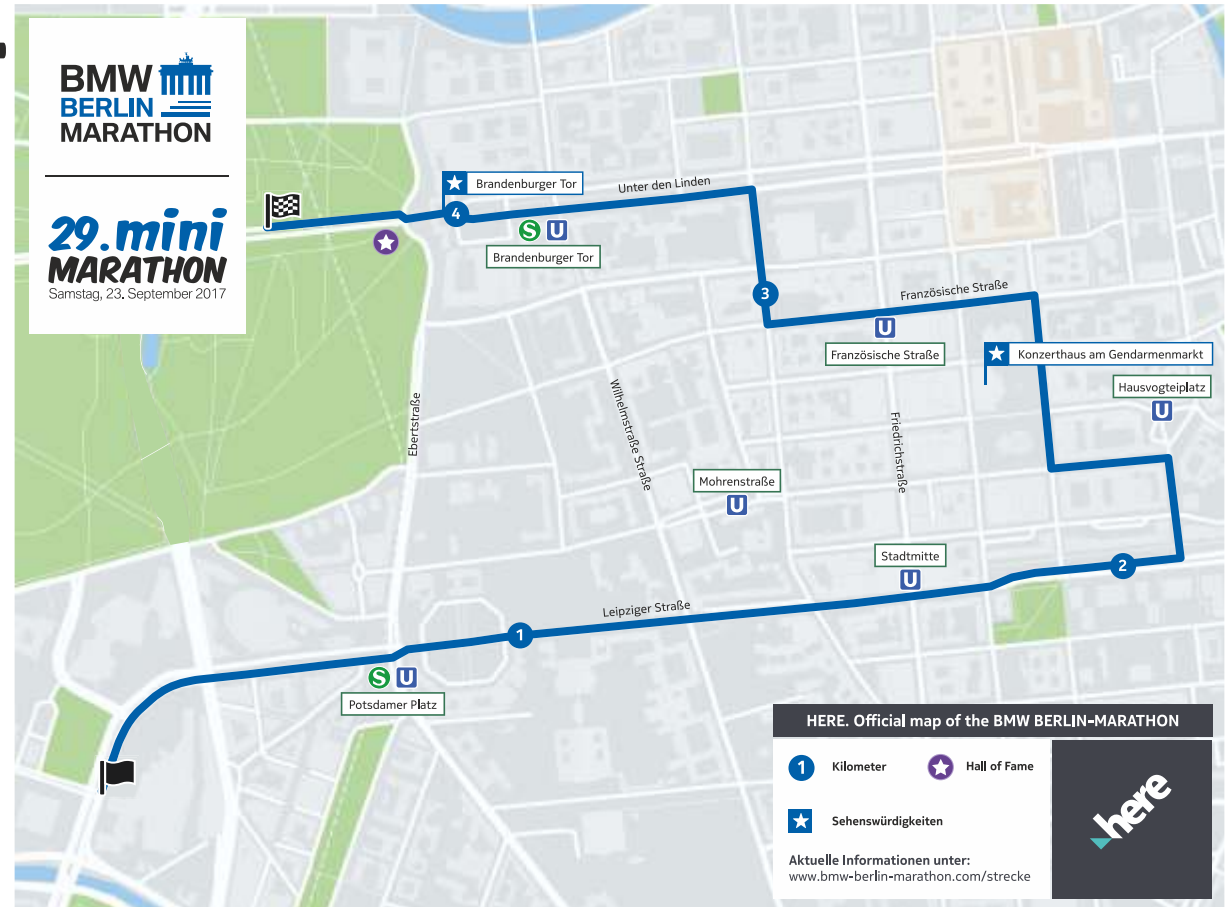 BMW
BERLIN
MARATHON
29.mini
MARATHON
Samstag, 23. September 2017
Brandenburger Tor
Unter den Linden
4
S U
Brandenburger Tor
3
Französische Straße
U
Französische Straße
Konzerthaus am Gendarmenmarkt
Hausvogteiplatz
U
Ebertstraße
Wilhelmstraße Straße
Friedrichstraße
Mohrenstraße
U
Stadtmitte
U
2
Leipziger Straße
1
S U
Potsdamer Platz
HERE. Official map of the BMW BERLIN-MARATHON
1 Kilometer
Hall of Fame
Sehenswürdigkeiten
Aktuelle Informationen unter:
www.bmw-berlin-marathon.com/strecke
here